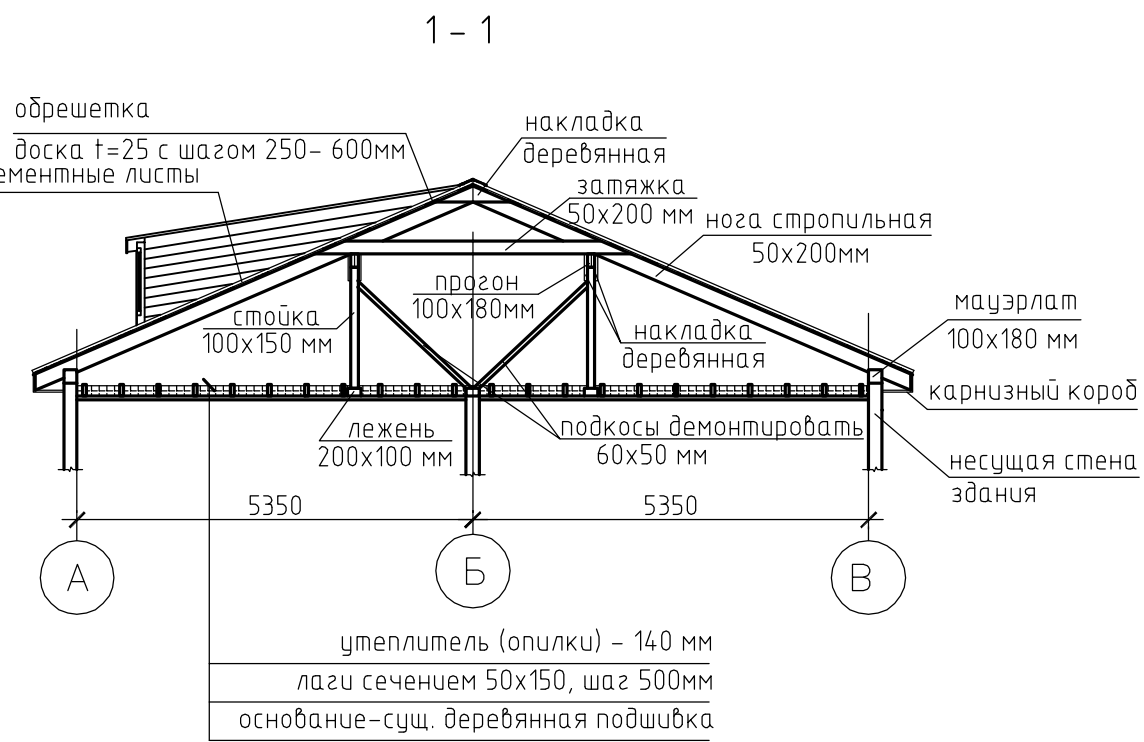 1 – 1
обрешетка
доска t=25 с шагом 250– 600мм
листы
накладка
деревянная
затяжка
50х200 мм
нога стропильная
50х200мм
прогон
100х180мм
стойка
100х150 мм
накладка
деревянная
мауэрлат
100х180 мм
карнизный короб
лежень
200х100 мм
подкосы демонтировать
60х50 мм
несущая стена
здания
5350
5350
А
Б
В
утеплитель (опилки) – 140 мм
лаги сечением 50х150, шаг 500мм
основание–сущ. деревянная подшивка